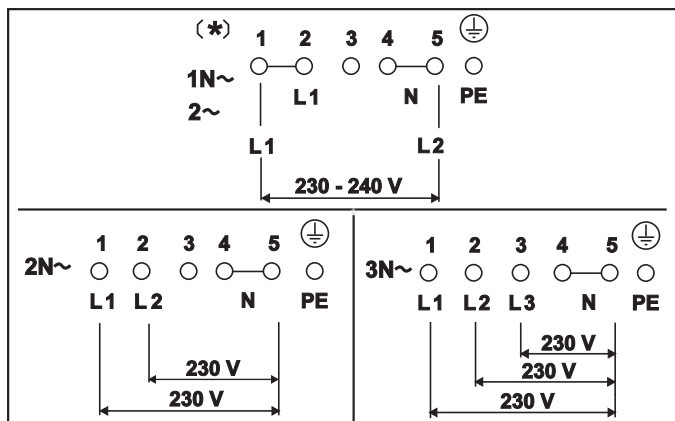 (*) 1 2 3 4 5
1N~ L1 N PE
2~
L1 L2
230 - 240 V
1 2 3 4 5
2N~
L1 L2 N PE
230 V
230 V
1 2 3 4 5
3N~
L1 L2 L3 N PE
230 V
230 V
230 V